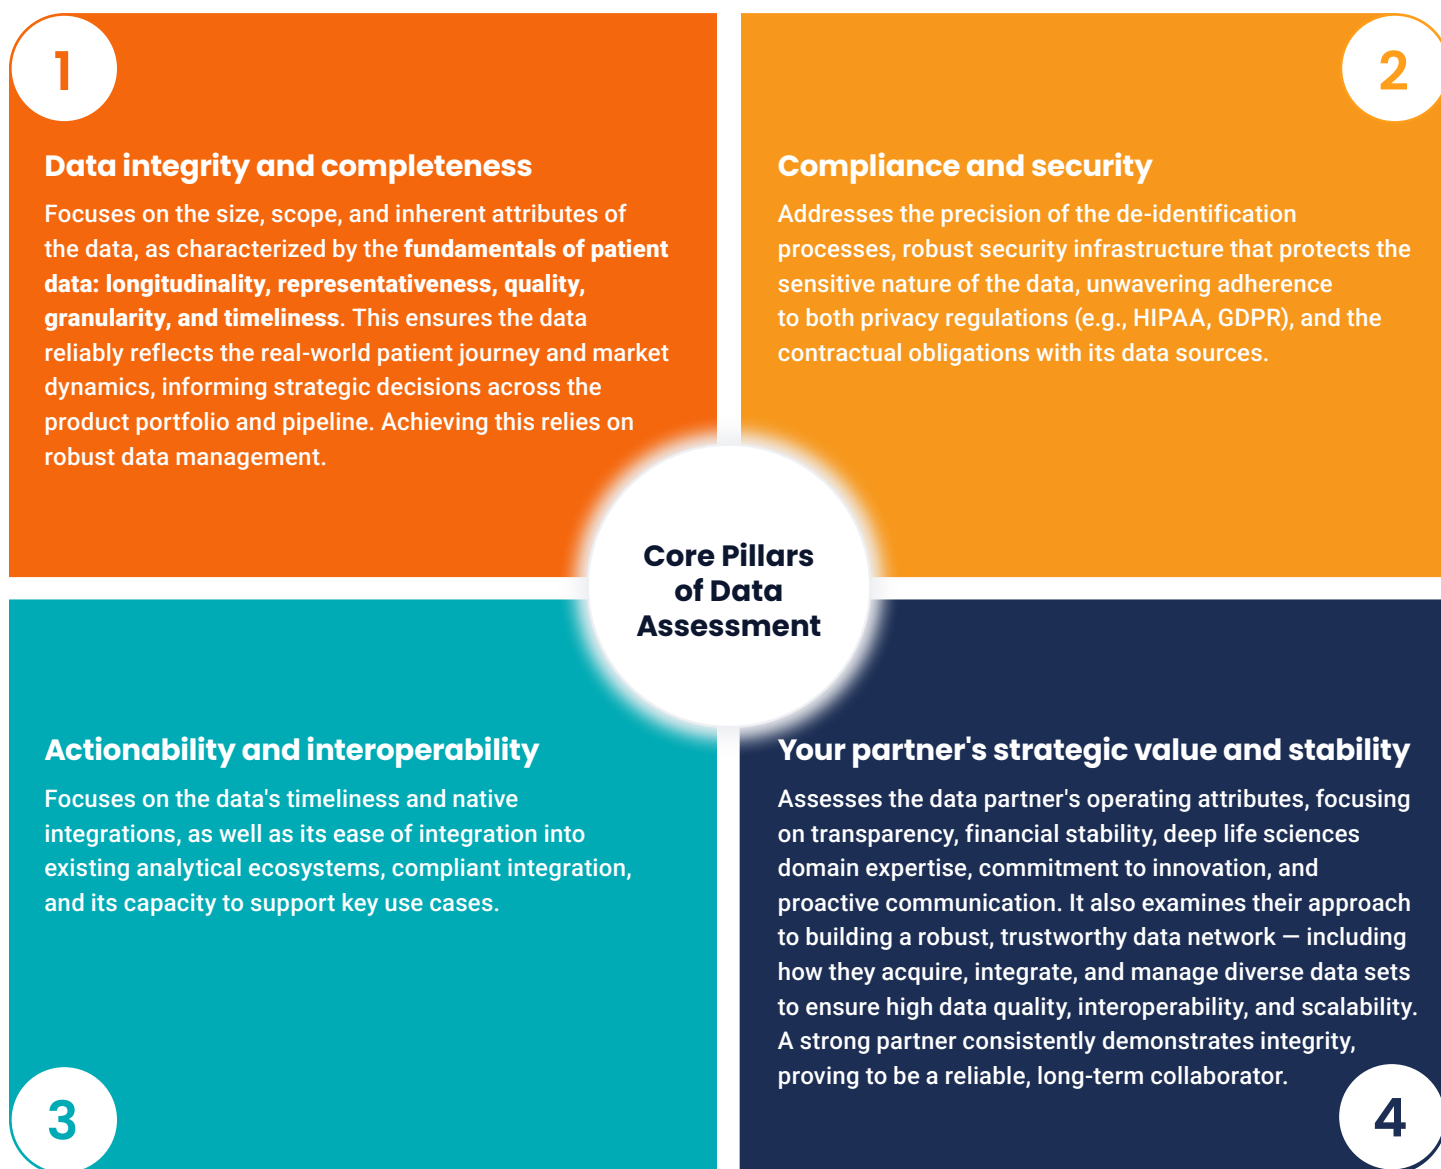 1
Data integrity and completeness
Focuses on the size, scope, and inherent attributes of
the data, as characterized by the fundamentals of patient
data: longitudinality, representativeness, quality,
granularity, and timeliness. This ensures the data
reliably reflects the real-world patient journey and market
dynamics, informing strategic decisions across the
product portfolio and pipeline. Achieving this relies on
robust data management.
2
Compliance and security
Addresses the precision of the de-identification
processes, robust security infrastructure that protects the
sensitive nature of the data, unwavering adherence
to both privacy regulations (e.g., HIPAA, GDPR), and the
contractual obligations with its data sources.
Core Pillars
of Data
Assessment
Actionability and interoperability
Focuses on the data's timeliness and native
integrations, as well as its ease of integration into
existing analytical ecosystems, compliant integration,
and its capacity to support key use cases.
3
Your partner's strategic value and stability
Assesses the data partner's operating attributes, focusing
on transparency, financial stability, deep life sciences
domain expertise, commitment to innovation, and
proactive communication. It also examines their approach
to building a robust, trustworthy data network — including
how they acquire, integrate, and manage diverse data sets
to ensure high data quality, interoperability, and scalability.
A strong partner consistently demonstrates integrity,
proving to be a reliable, long-term collaborator.
4